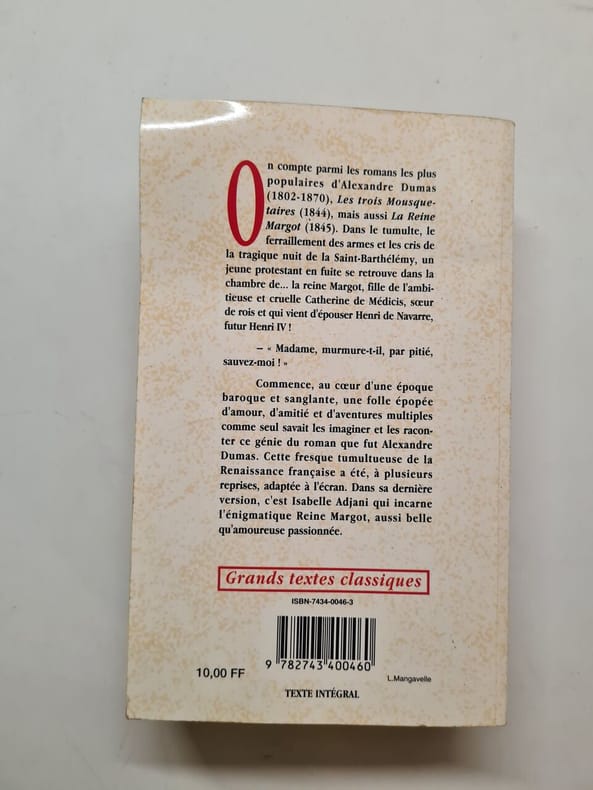 On compte parmi les romans les plus
populaires d'Alexandre Dumas
(1802-1870), Les trois Mousque-
taires (1844), mais aussi La Reine
Margot (1845). Dans le tumulte, le
ferraillement des armes et les cris de
la tragique nuit de la Saint-Barthélémy, un
jeune protestant en fuite se retrouve dans la
chambre de... la reine Margot, fille de l'ambi-
tieuse et cruelle Catherine de Médicis, sœur
de rois et qui vient d'épouser Henri de Navarre,
futur Henri IV !
– « Madame, murmure-t-il, par pitié,
sauvez-moi ! »
Commence, au cœur d'une époque
baroque et sanglante, une folle épopée
d'amour, d'amitié et d'aventures multiples
comme seul savait les imaginer et les racon-
ter ce génie du roman que fut Alexandre
Dumas. Cette fresque tumultueuse de la
Renaissance française a été, à plusieurs
reprises, adaptée à l'écran. Dans sa dernière
version, c'est Isabelle Adjani qui incarne
l'énigmatique Reine Margot, aussi belle
qu'amoureuse passionnée.
Grands textes classiques
ISBN-7434-0046-3
9 782743 400460
10,00 FF
L.Mangavelle
TEXTE INTÉGRAL